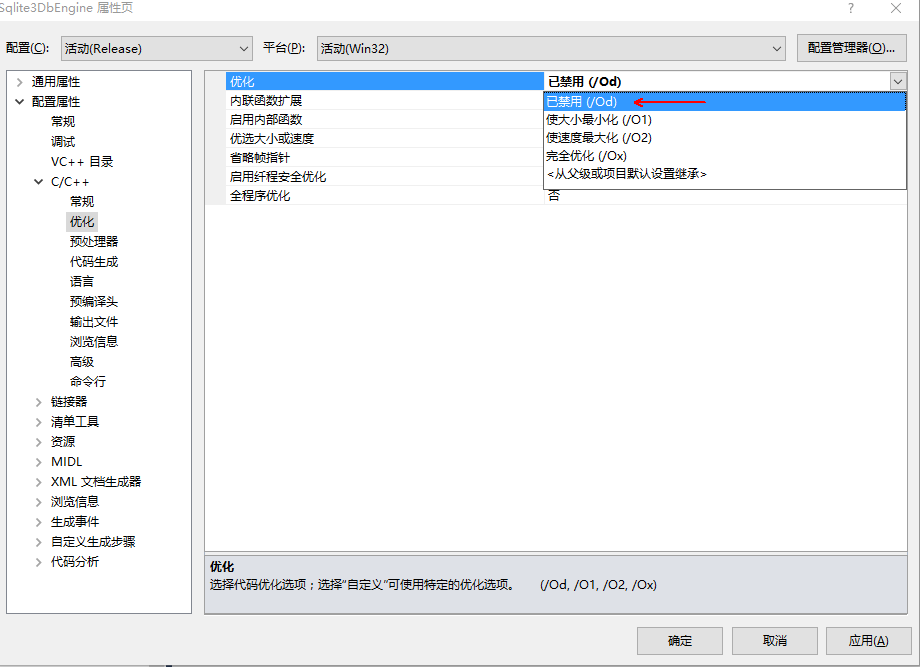 Sqlite3DbEngine 属性页
?
配置(C): 活动(Release) 平台(P): 活动(Win32) 配置管理器(O)...
通用属性
配置属性
常规
调试
VC++ 目录
C/C++
常规
优化
预处理器
代码生成
语言
预编译头
输出文件
浏览信息
高级
命令行
链接器
清单工具
资源
MIDL
XML 文档生成器
浏览信息
生成事件
自定义生成步骤
代码分析
优化 已禁用 (/Od)
内联函数扩展
启用内部函数
优选大小或速度
省略帧指针
启用纤程安全优化
全程序优化 否
已禁用 (/Od)
使大小最小化 (/O1)
使速度最大化 (/O2)
完全优化 (/Ox)
<从父级或项目默认设置继承>
优化
选择代码优化选项；选择“自定义”可使用特定的优化选项。 (/Od, /O1, /O2, /Ox)
确定 取消 应用(A)